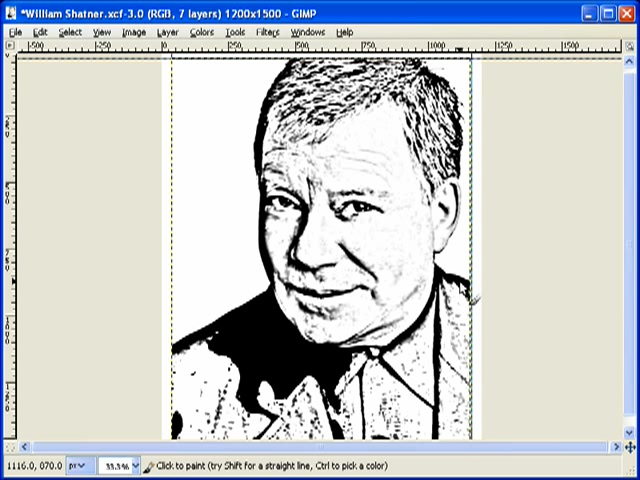 *William Shatner.xcf-3.0 (RGB, 7 layers) 1200x1500 - GIMP
File Edit Select View Image Layer Colors Tools Filters Windows Help
-500 -250 0 250 500 750 1000 1250 1500
1116.0, 070.0 px 33.3% Click to paint (try Shift for a straight line, Ctrl to pick a color)